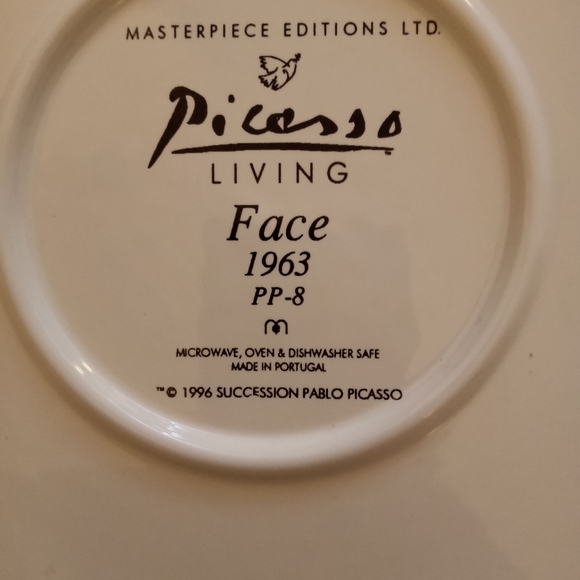 MASTERPIECE EDITIONS LTD.
Picasso
LIVING
Face
1963
PP-8
MICROWAVE, OVEN & DISHWASHER SAFE
MADE IN PORTUGAL
™© 1996 SUCCESSION PABLO PICASSO